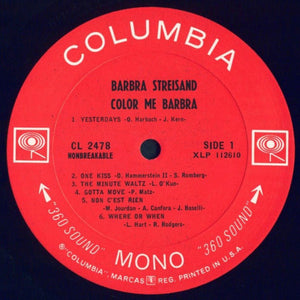 COLUMBIA
BARBRA STREISAND
COLOR ME BARBRA
1 YESTERDAYS -O. Harbach - J. Kern-
CL 2478 SIDE 1
NONBREAKABLE XLP 112610
2. ONE KISS - O. Hammerstein II - S. Romberg-
3. THE MINUTE WALTZ - L. O'Kun-
4. GOTTA MOVE - P. Matz-
5. NON C'EST RIEN
-M. Jourdan - A. Canfora - J. Baselli-
6. WHERE OR WHEN
-L. Hart - R. Rodgers-
"360 SOUND" MONO "360 SOUND"
® "COLUMBIA" MARCAS REG. PRINTED IN U.S.A.